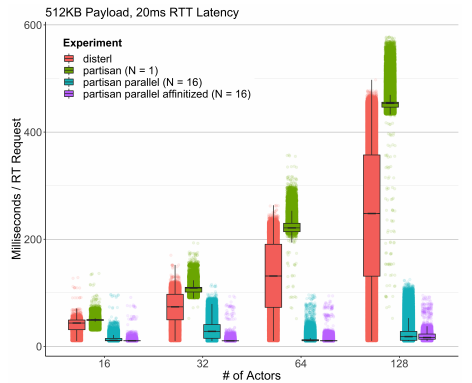 512KB Payload, 20ms RTT Latency
600
400
200
0
Milliseconds / RT Request
Experiment
disterl
partisan (N = 1)
partisan parallel (N = 16)
partisan parallel affinitized (N = 16)
16
32
64
128
# of Actors